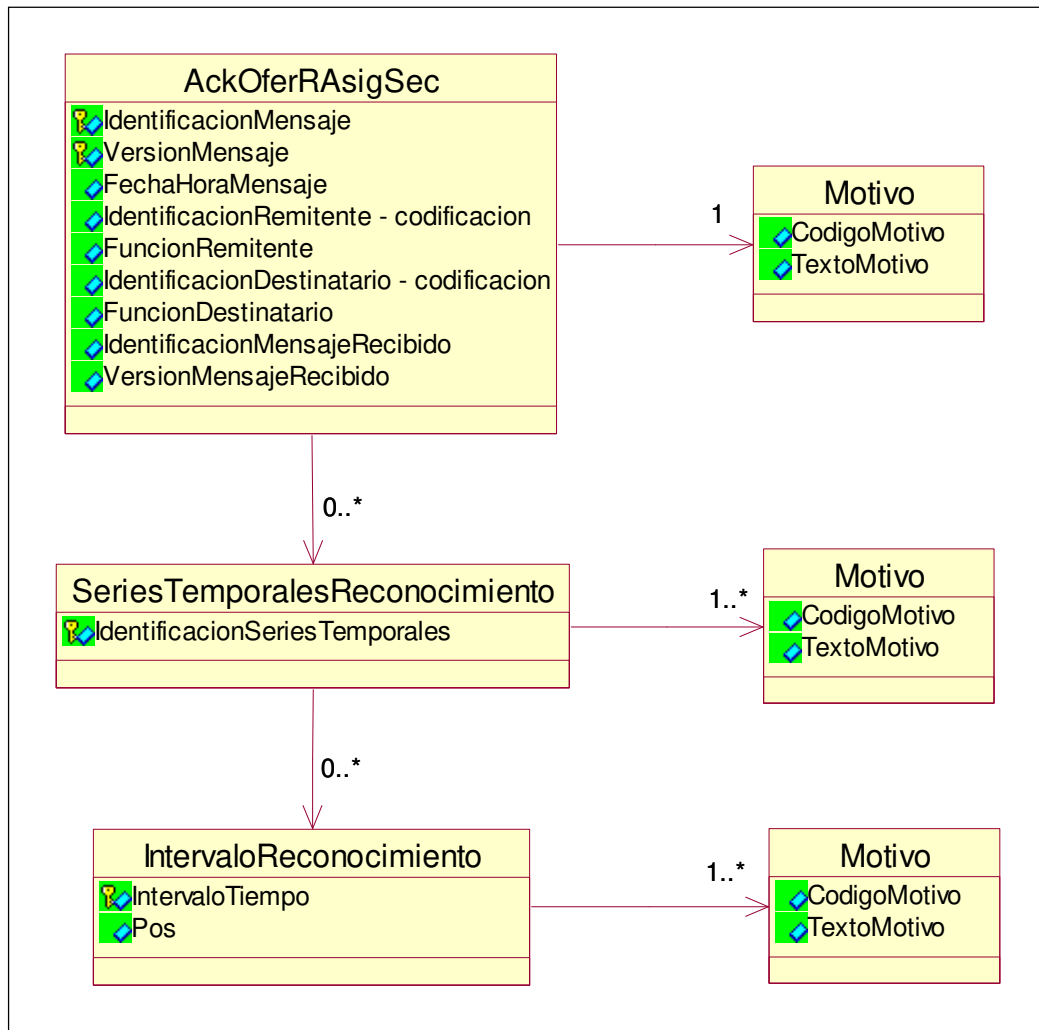 AckOferRAsigSec
IdentificacionMensaje
VersionMensaje
FechaHoraMensaje
IdentificacionRemitente - codificacion
FuncionRemitente
IdentificacionDestinatario - codificacion
FuncionDestinatario
IdentificacionMensajeRecibido
VersionMensajeRecibido
1
Motivo
CodigoMotivo
TextoMotivo
0..*
SeriesTemporalesReconocimiento
IdentificacionSeriesTemporales
1..*
Motivo
CodigoMotivo
TextoMotivo
0..*
IntervaloReconocimiento
IntervaloTiempo
Pos
1..*
Motivo
CodigoMotivo
TextoMotivo